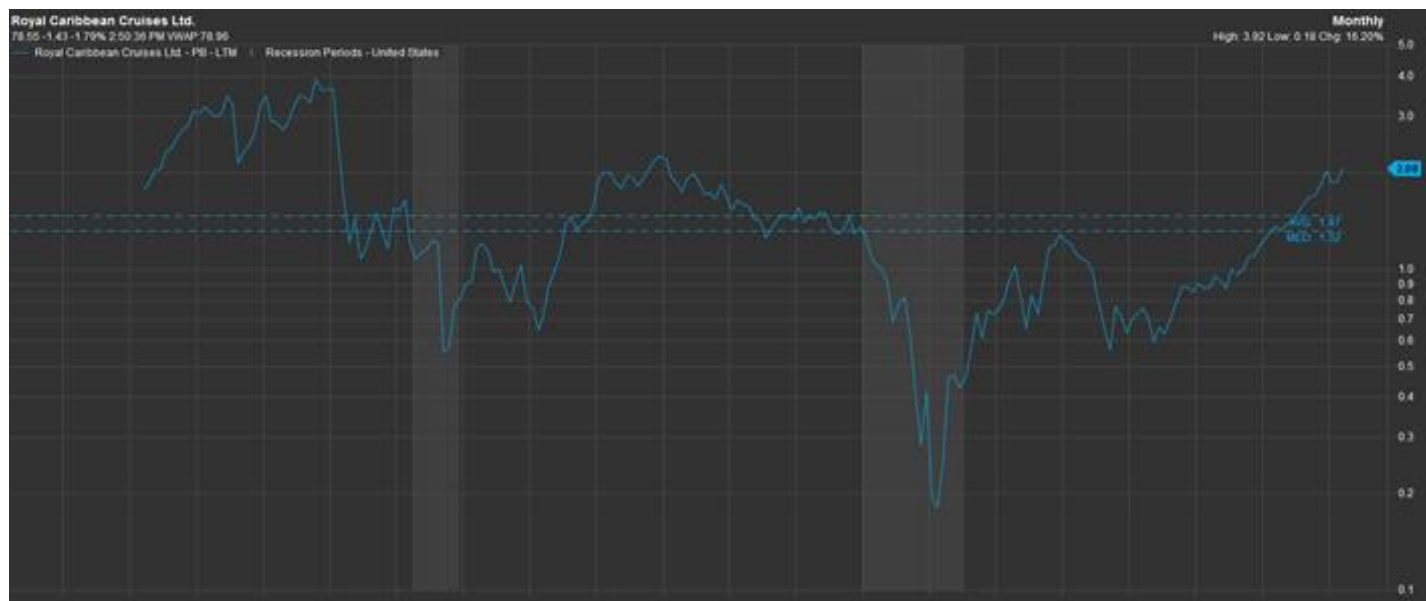 Royal Caribbean Cruises Ltd.
Monthly
78.55 -1.43 -1.79% 2:50:36 PM VWAP 78.96
High: 3.92 Low: 0.18 Chg: 16.20%
Royal Caribbean Cruises Ltd. - PB - LTM
Recession Periods - United States
5.0
4.0
3.0
AVG: 1.47
MED: 1.32
1.0
0.9
0.8
0.7
0.6
0.5
0.4
0.3
0.2
0.1